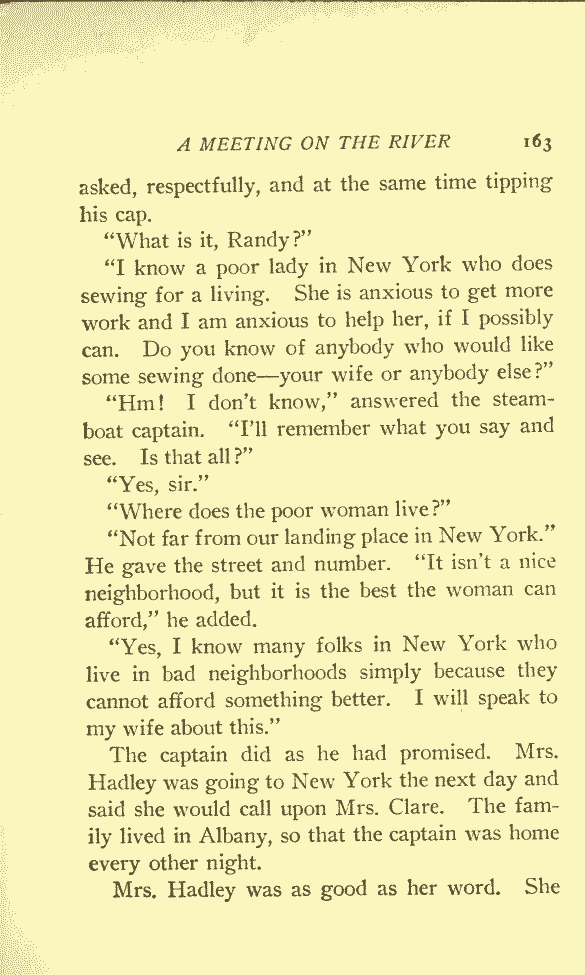 A MEETING ON THE RIVER 163
asked, respectfully, and at the same time tipping
his cap.
“What is it, Randy?”
“I know a poor lady in New York who does
sewing for a living. She is anxious to get more
work and I am anxious to help her, if I possibly
can. Do you know of anybody who would like
some sewing done—your wife or anybody else?”
“Hm! I don’t know,” answered the steam-
boat captain. “I’ll remember what you say and
see. Is that all?”
“Yes, sir.”
“Where does the poor woman live?”
“Not far from our landing place in New York.”
He gave the street and number. “It isn’t a nice
neighborhood, but it is the best the woman can
afford,” he added.
“Yes, I know many folks in New York who
live in bad neighborhoods simply because they
cannot afford something better. I will speak to
my wife about this.”
The captain did as he had promised. Mrs.
Hadley was going to New York the next day and
said she would call upon Mrs. Clare. The fam-
ily lived in Albany, so that the captain was home
every other night.
Mrs. Hadley was as good as her word. She